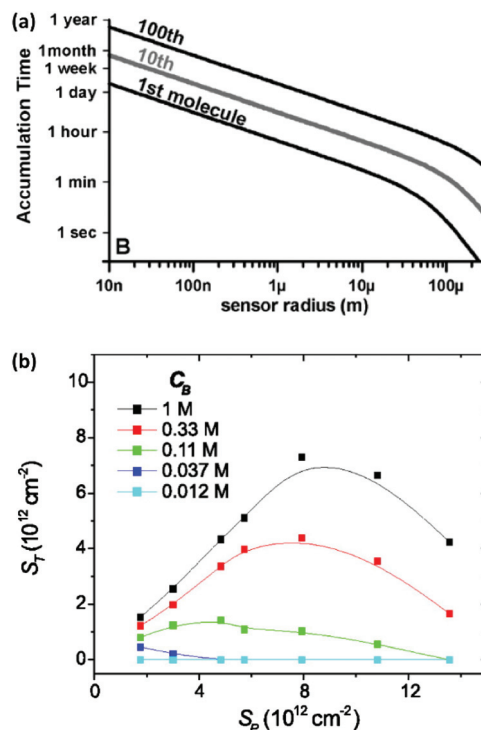 (a)
1 year
1month
1 week
1 day
1 hour
1 min
1 sec
Accumulation Time
100th
10th
1st molecule
B
10n 100n 1µ 10µ 100µ
sensor radius (m)
(b)
C_B
1 M
0.33 M
0.11 M
0.037 M
0.012 M
10
8
6
4
2
0
S_T (10^12 cm^-2)
0 4 8 12
S_P (10^12 cm^-2)